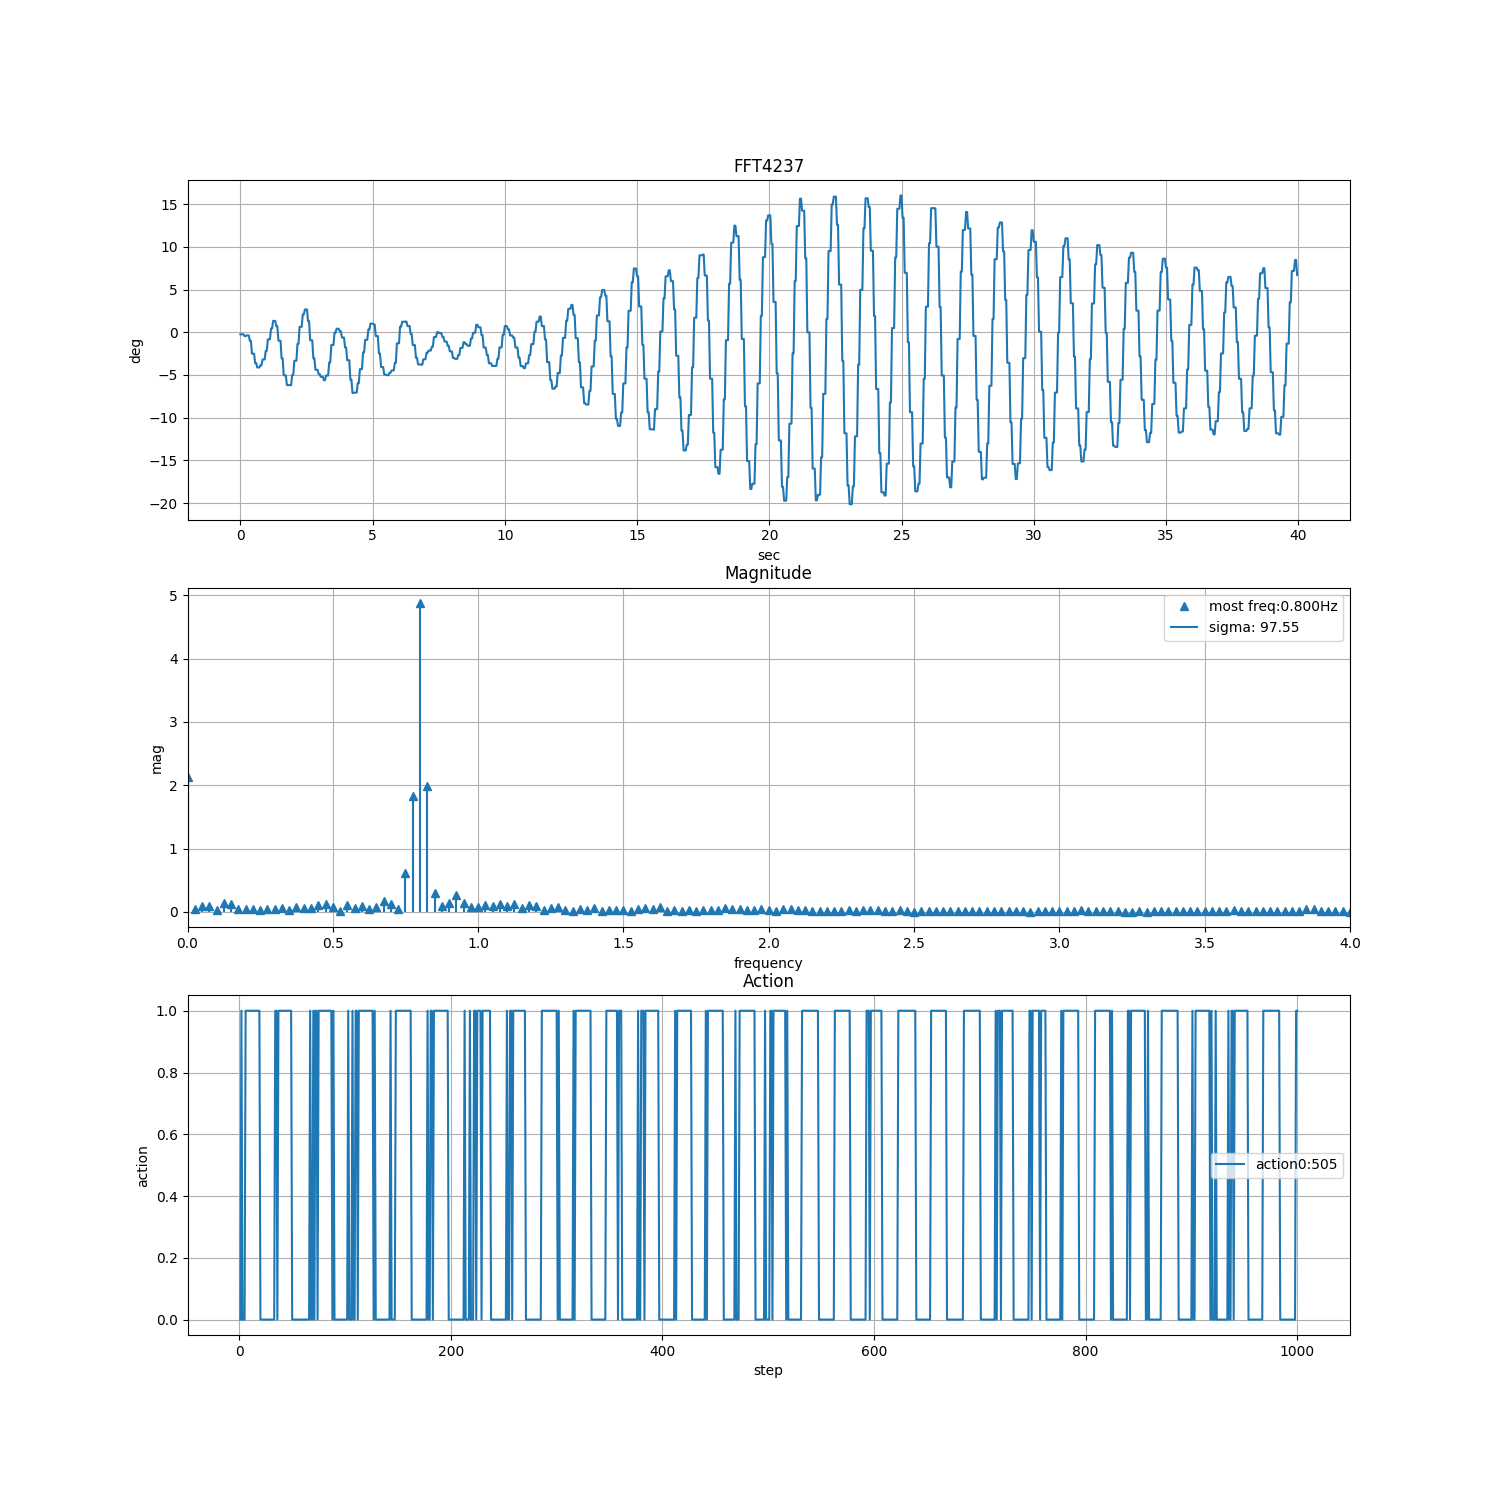 FFT4237
15
10
5
0
−5
−10
−15
−20
deg
0 5 10 15 20 25 30 35 40
sec
Magnitude
5
4
3
2
1
0
mag
most freq:0.800Hz
sigma: 97.55
0.0 0.5 1.0 1.5 2.0 2.5 3.0 3.5 4.0
frequency
Action
1.0
0.8
0.6
0.4
0.2
0.0
action
action0:505
0 200 400 600 800 1000
step